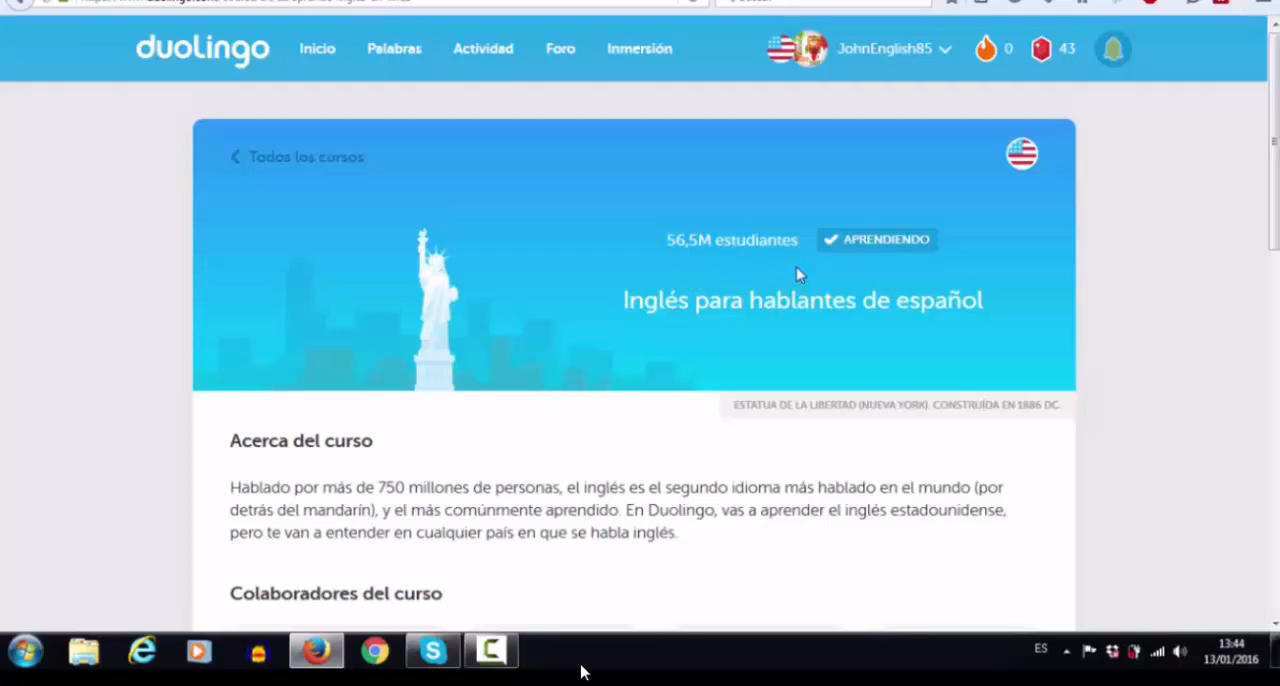 duolingo Inicio Palabras Actividad Foro Inmersión JohnEnglish85 0 43
Todos los cursos
56,5M estudiantes APRENDIENDO
Inglés para hablantes de español
ESTATUA DE LA LIBERTAD (NUEVA YORK). CONSTRUÍDA EN 1886 DC.
Acerca del curso
Hablado por más de 750 millones de personas, el inglés es el segundo idioma más hablado en el mundo (por
detrás del mandarín), y el más comúnmente aprendido. En Duolingo, vas a aprender el inglés estadounidense,
pero te van a entender en cualquier país en que se habla inglés.
Colaboradores del curso
ES 13:44
13/01/2016